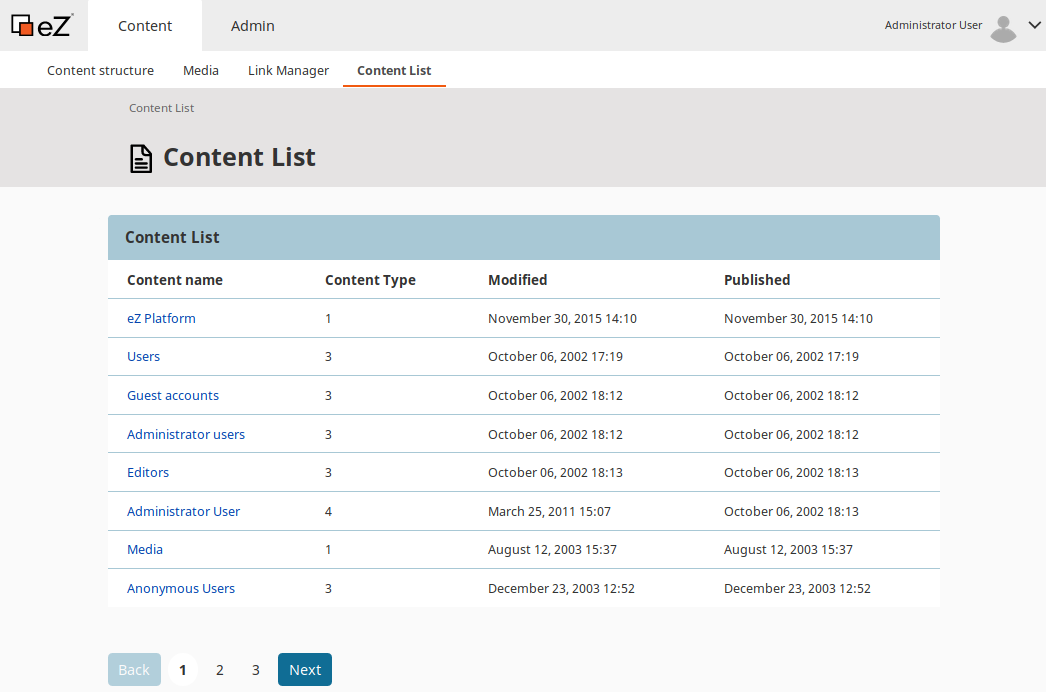 eZ Content Admin Administrator User
Content structure Media Link Manager Content List
Content List
Content List
Content List
Content name Content Type Modified Published
eZ Platform 1 November 30, 2015 14:10 November 30, 2015 14:10
Users 3 October 06, 2002 17:19 October 06, 2002 17:19
Guest accounts 3 October 06, 2002 18:12 October 06, 2002 18:12
Administrator users 3 October 06, 2002 18:12 October 06, 2002 18:12
Editors 3 October 06, 2002 18:13 October 06, 2002 18:13
Administrator User 4 March 25, 2011 15:07 October 06, 2002 18:13
Media 1 August 12, 2003 15:37 August 12, 2003 15:37
Anonymous Users 3 December 23, 2003 12:52 December 23, 2003 12:52
Back 1 2 3 Next